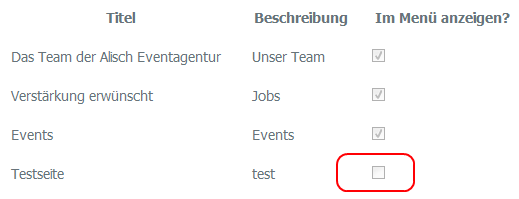 Titel Beschreibung Im Menü anzeigen?
Das Team der Alisch Eventagentur Unser Team
Verstärkung erwünscht Jobs
Events Events
Testseite test